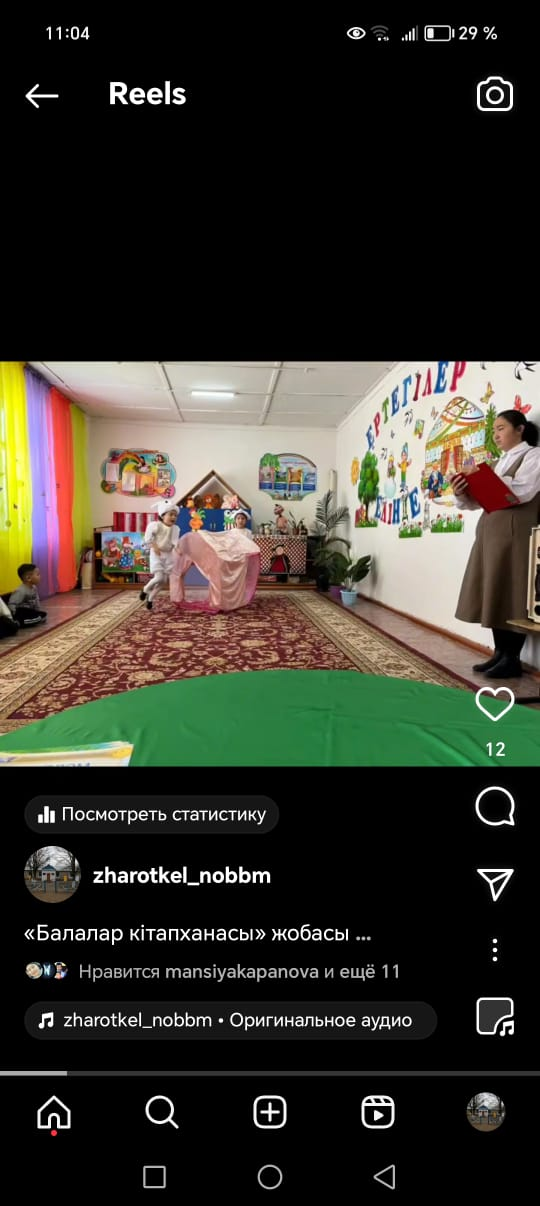 11:04
29 %
Reels
ЕРТЕГІЛЕР
ЕЛІНДЕ
12
Посмотреть статистику
zharotkel_nobbm
«Балалар кітапханасы» жобасы ...
Нравится mansiyakapanova и ещё 11
zharotkel_nobbm • Оригинальное аудио